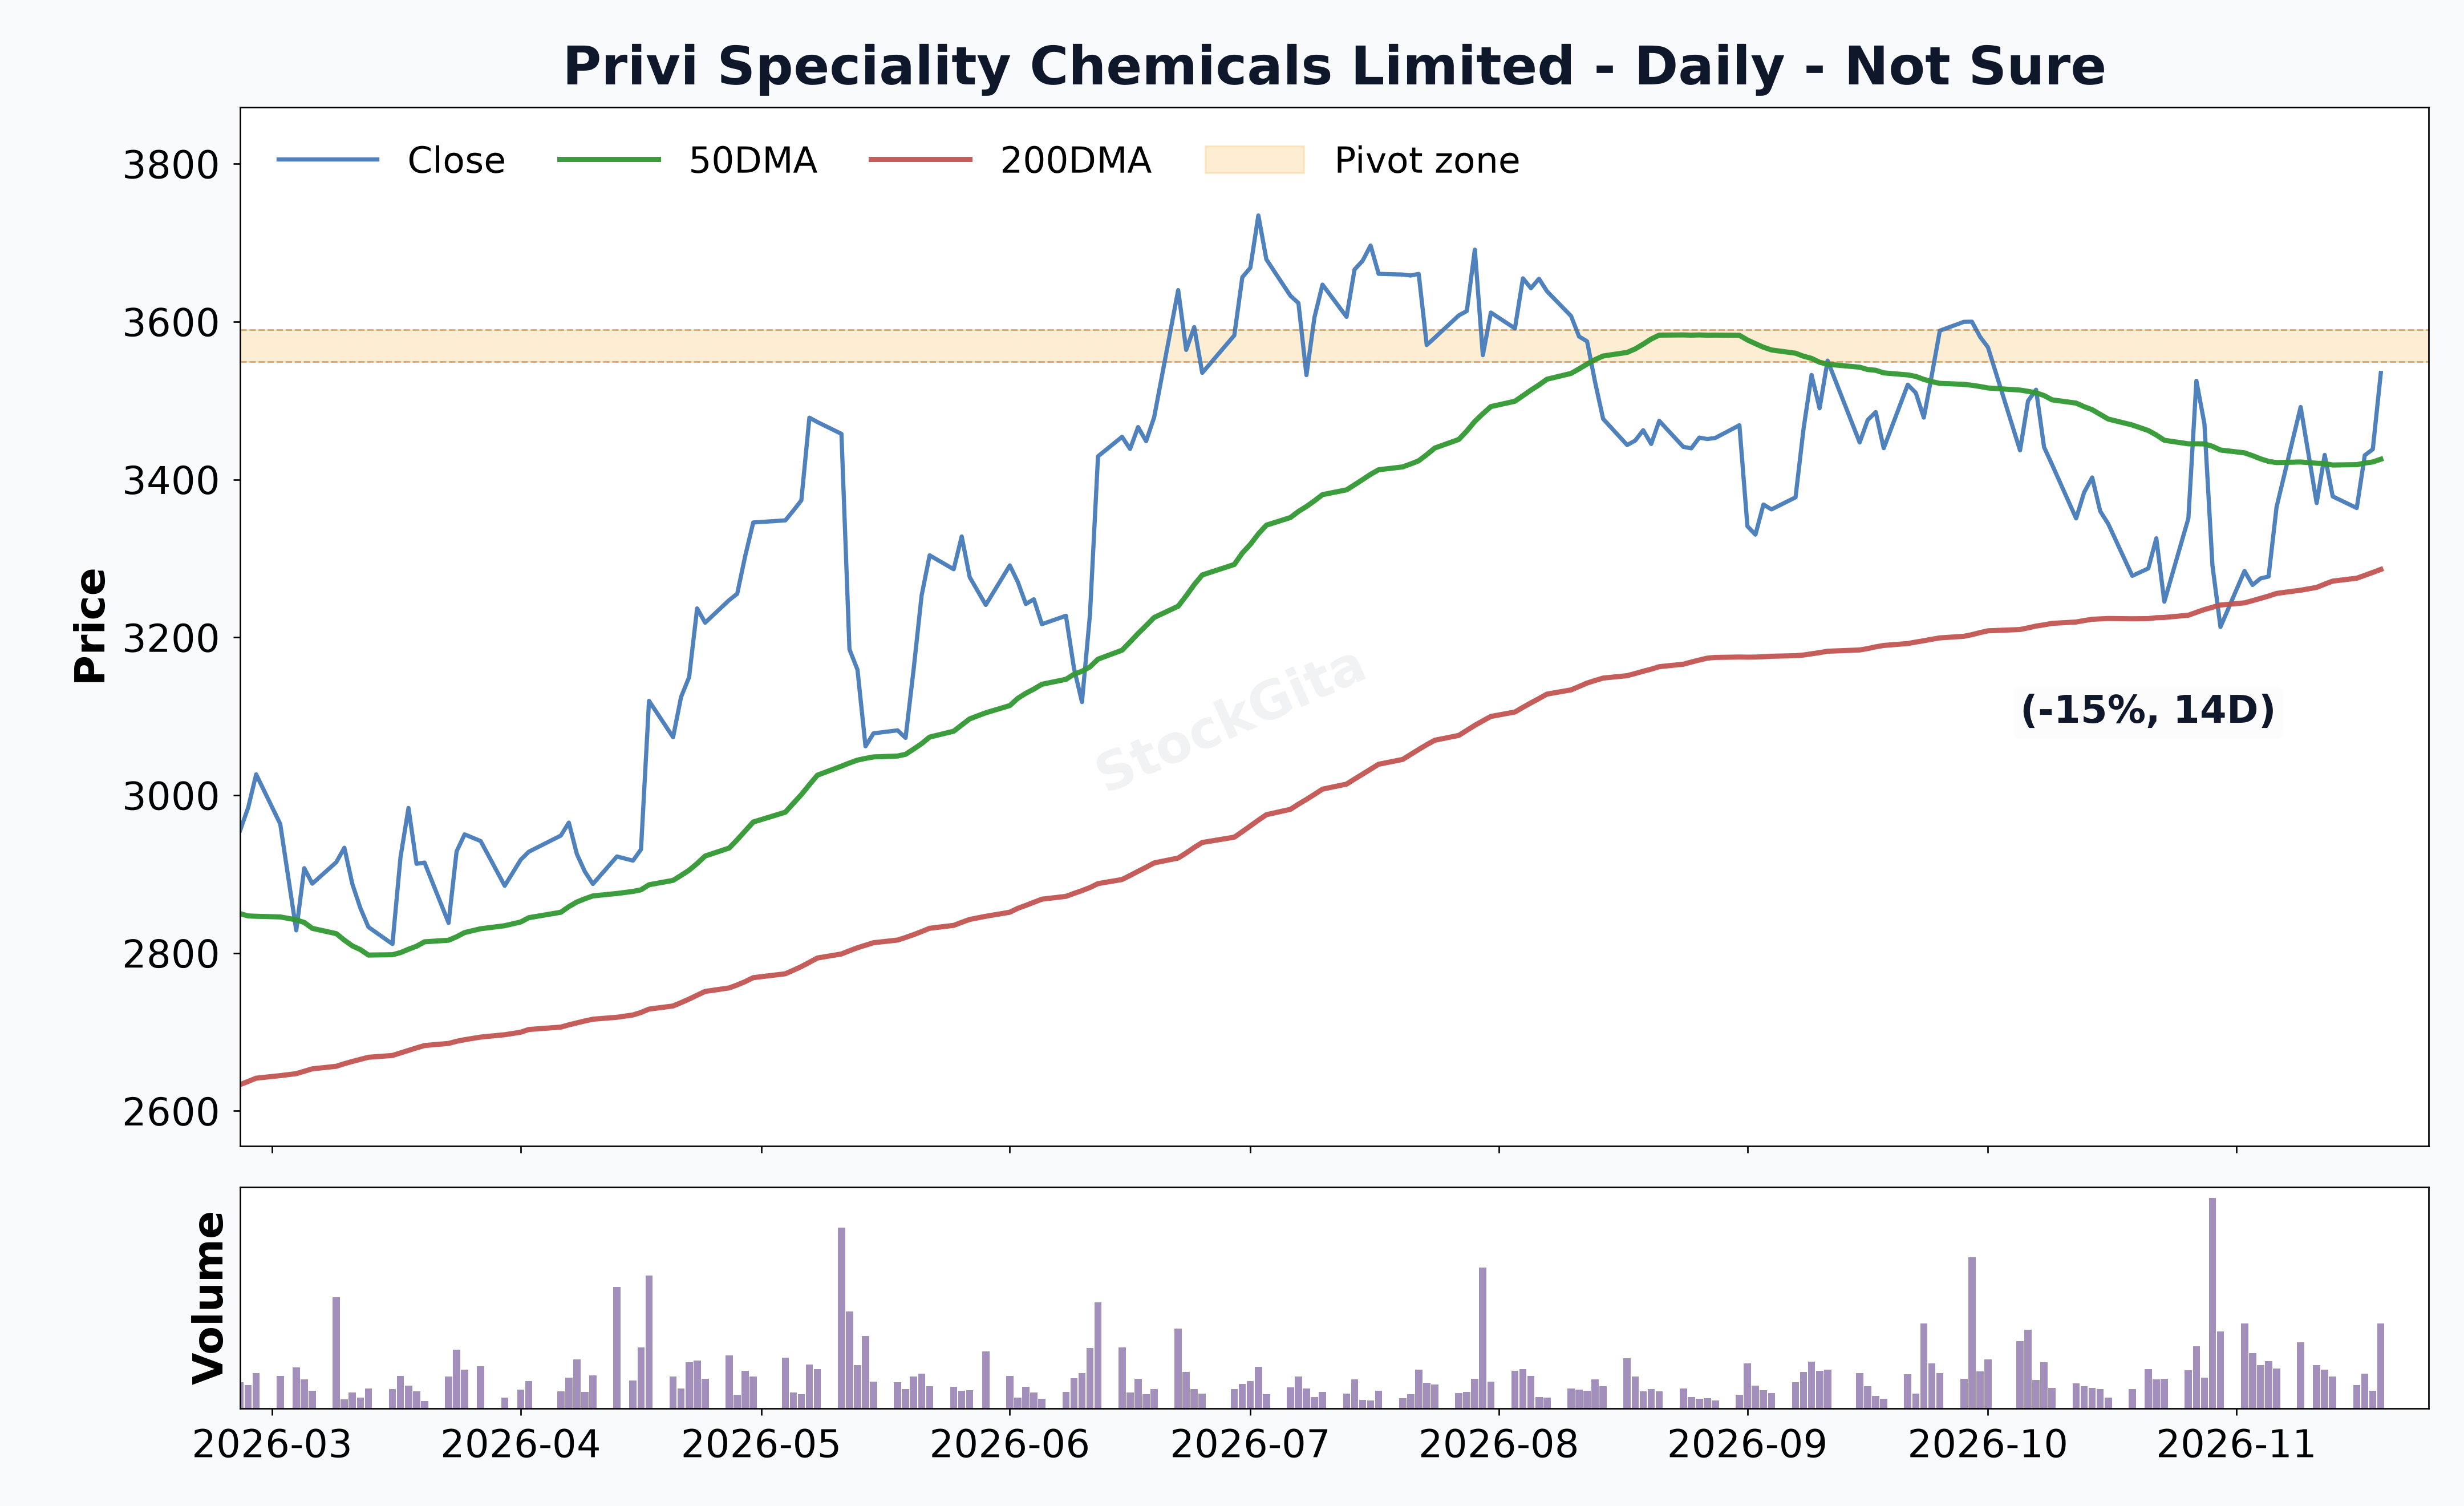 Privi Speciality Chemicals Limited - Daily - Not Sure
Close 50DMA 200DMA Pivot zone
3800
3600
3400
3200
3000
2800
2600
Price
StockGita
(-15%, 14D)
Volume
2026-03 2026-04 2026-05 2026-06 2026-07 2026-08 2026-09 2026-10 2026-11